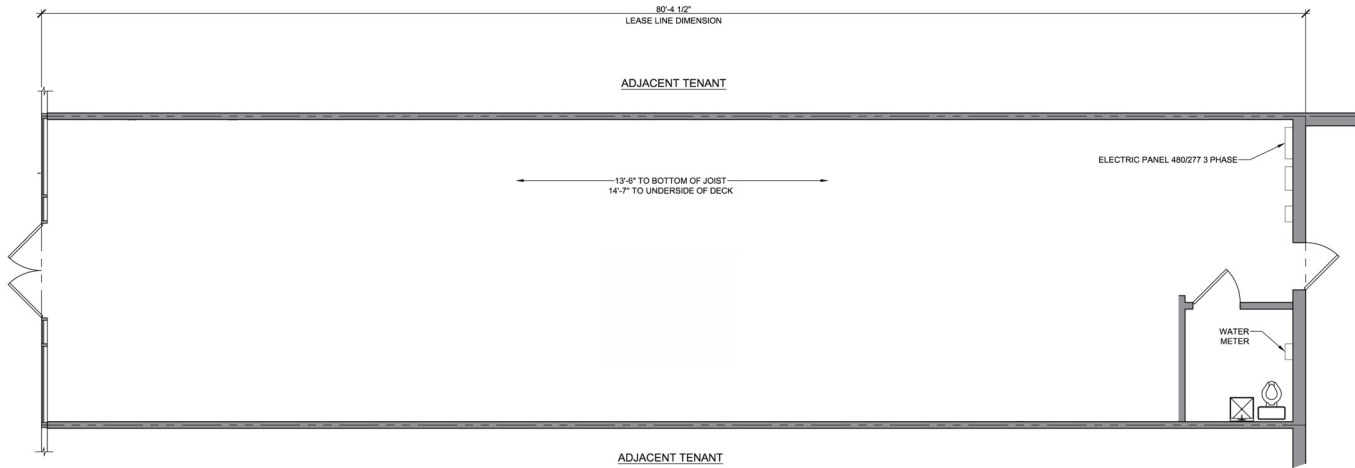 80'-4 1/2"
LEASE LINE DIMENSION
ADJACENT TENANT
ELECTRIC PANEL 480/277 3 PHASE
13'-6" TO BOTTOM OF JOIST
14'-7" TO UNDERSIDE OF DECK
WATER
METER
ADJACENT TENANT